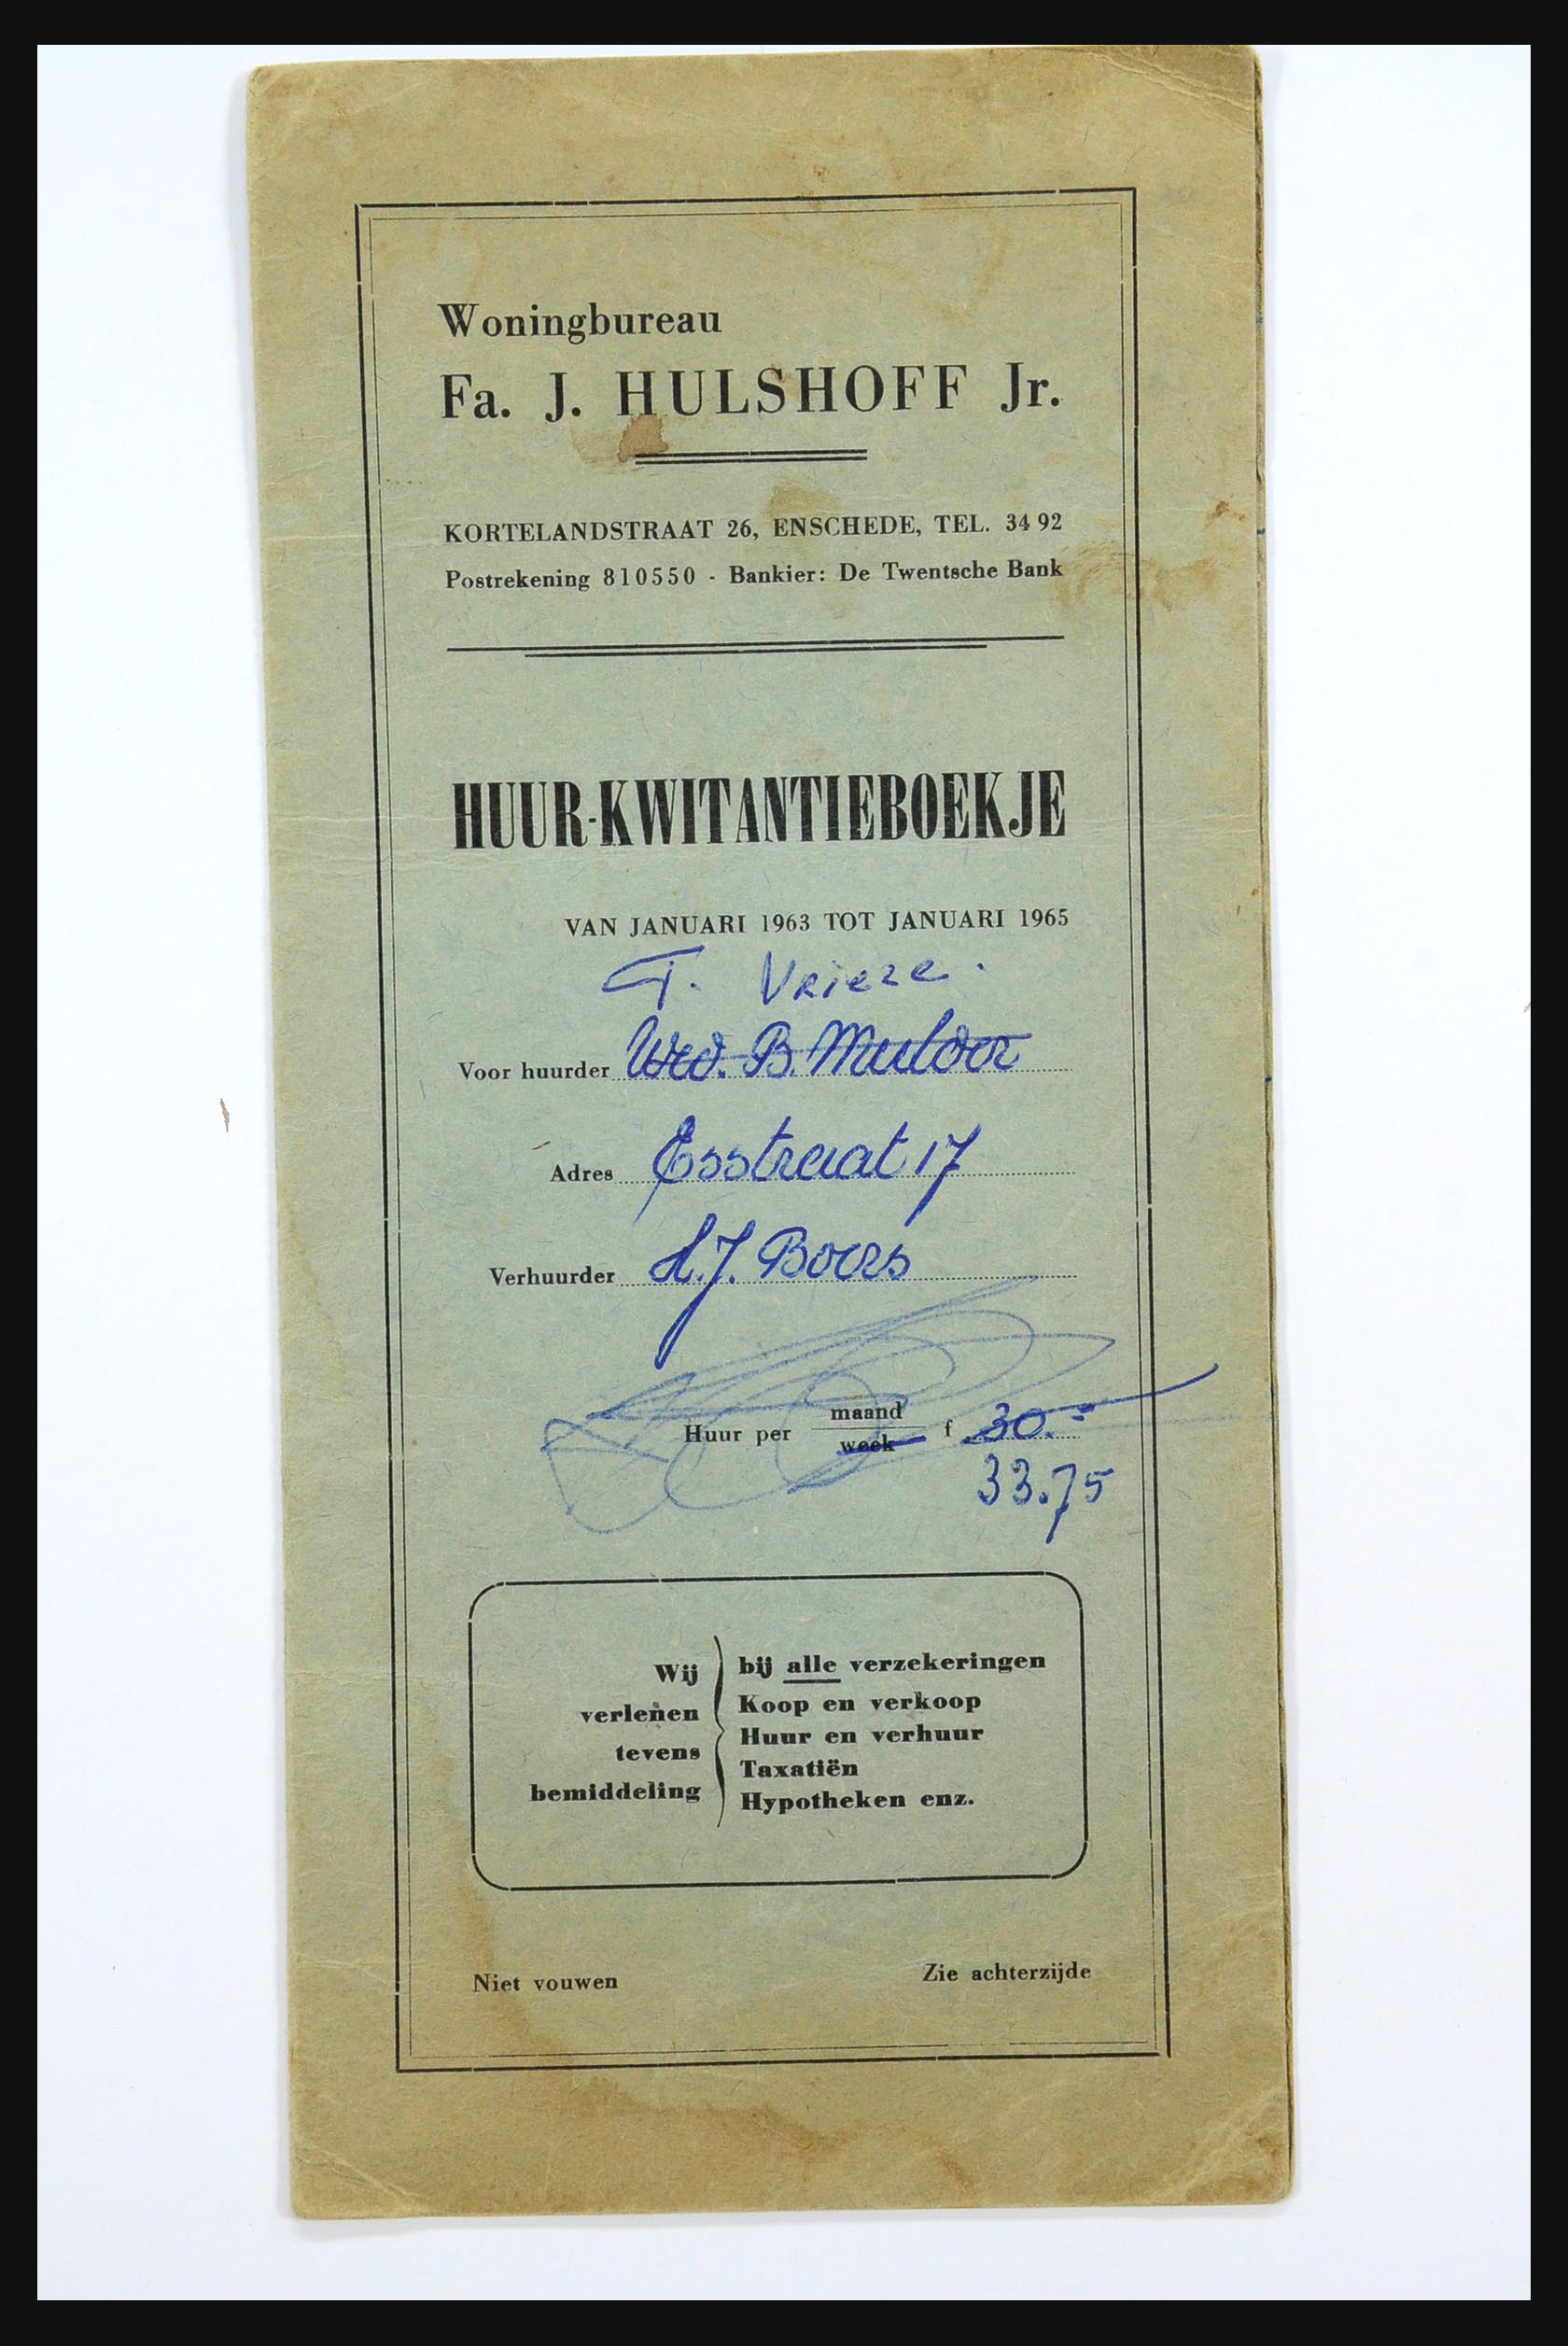 Woningbureau
Fa. J. HULSHOFF Jr.
KORTELANDSTRAAT 26, ENSCHEDE, TEL. 34 92
Postrekening 810550 - Bankier: De Twentsche Bank
HUUR-KWITANTIEBOEKJE
VAN JANUARI 1963 TOT JANUARI 1965
T. Vrieze.
Voor huurder Wed. B. Mulder
Adres Esstraat 17
Verhuurder H.J. Boers
Huur per maand week f 30.-
33.75
Wij verlenen tevens bemiddeling
bij alle verzekeringen
Koop en verkoop
Huur en verhuur
Taxatiën
Hypotheken enz.
Niet vouwen Zie achterzijde